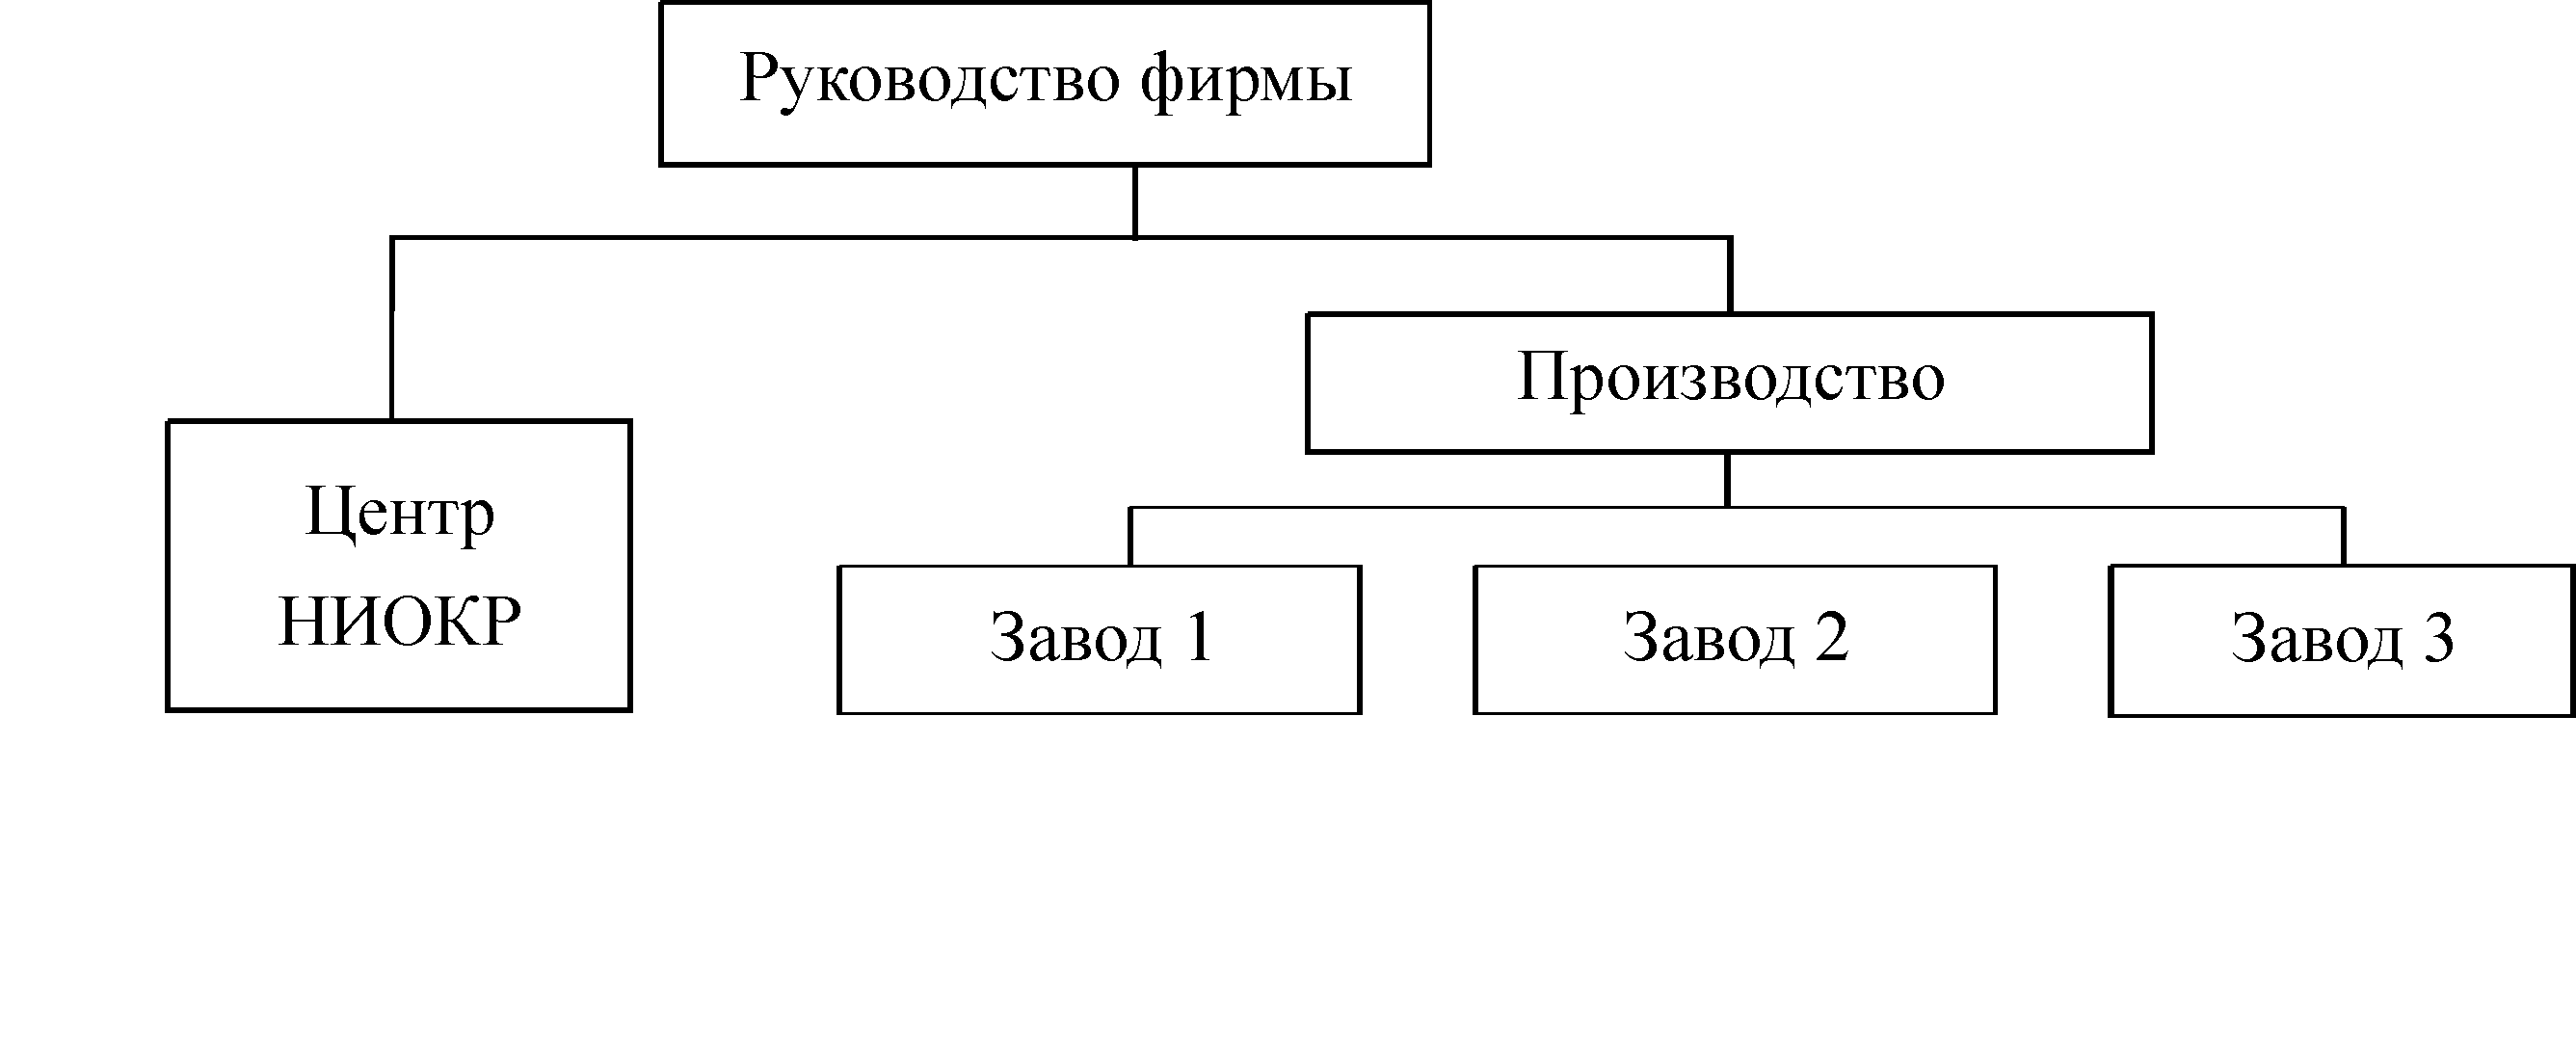 Руководство фирмы
Производство
Центр
НИОКР
Завод 1
Завод 2
Завод 3